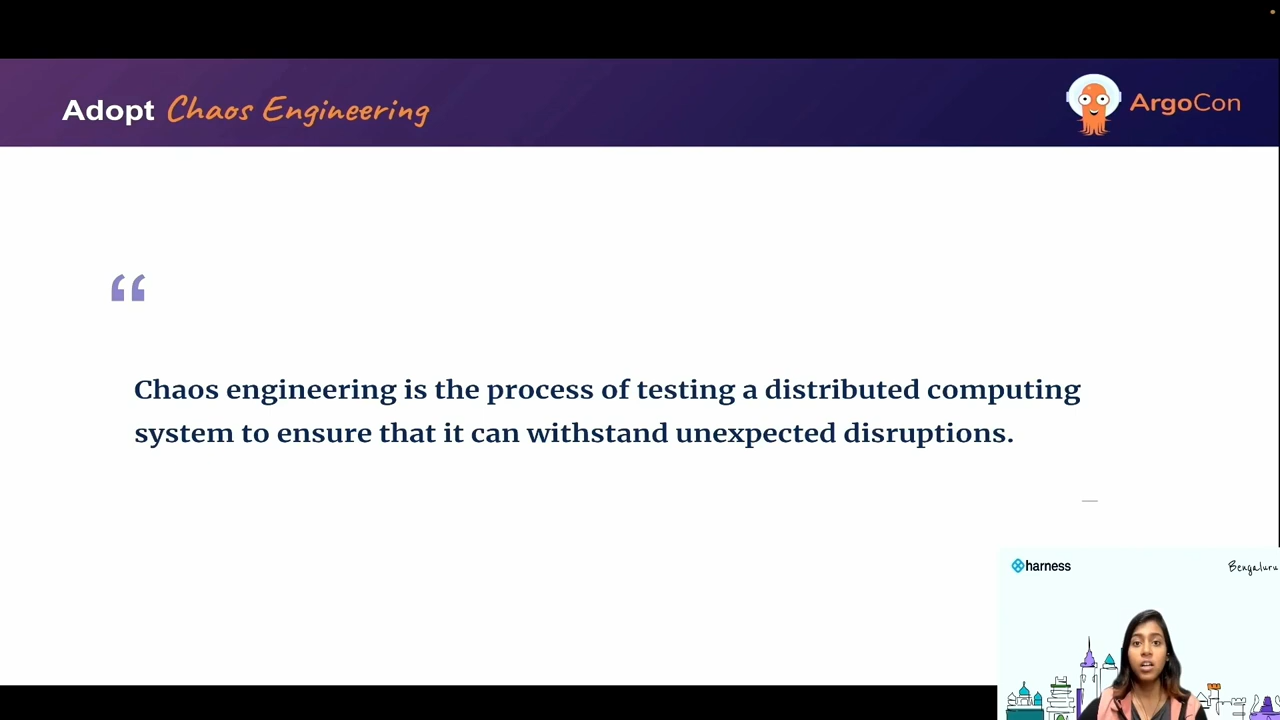 Adopt Chaos Engineering
ArgoCon
“
Chaos engineering is the process of testing a distributed computing
system to ensure that it can withstand unexpected disruptions.
harness
Bengaluru